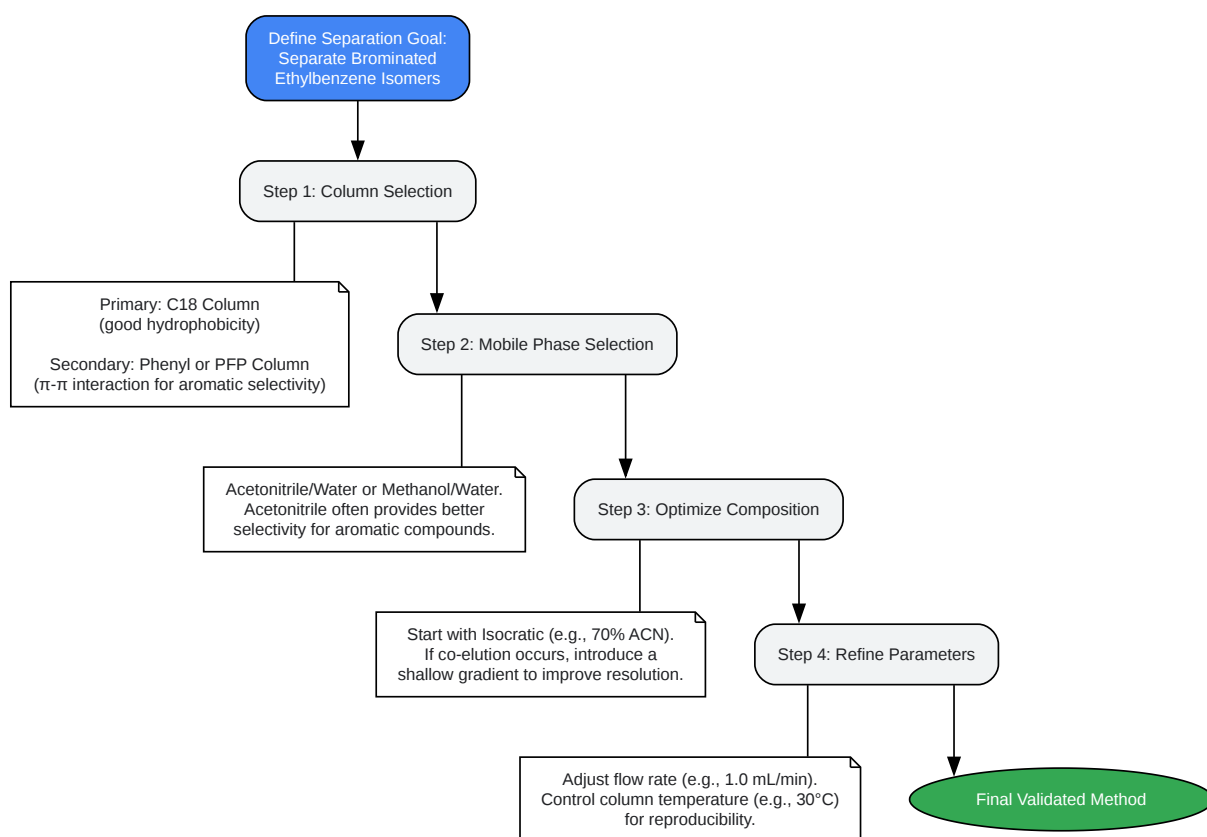 Define Separation Goal:
Separate Brominated
Ethylbenzene Isomers
Step 1: Column Selection
Primary: C18 Column
(good hydrophobicity)
Secondary: Phenyl or PFP Column
(π-π interaction for aromatic selectivity)
Step 2: Mobile Phase Selection
Acetonitrile/Water or Methanol/Water.
Acetonitrile often provides better
selectivity for aromatic compounds.
Step 3: Optimize Composition
Start with Isocratic (e.g., 70% ACN).
If co-elution occurs, introduce a
shallow gradient to improve resolution.
Step 4: Refine Parameters
Adjust flow rate (e.g., 1.0 mL/min).
Control column temperature (e.g., 30°C)
for reproducibility.
Final Validated Method